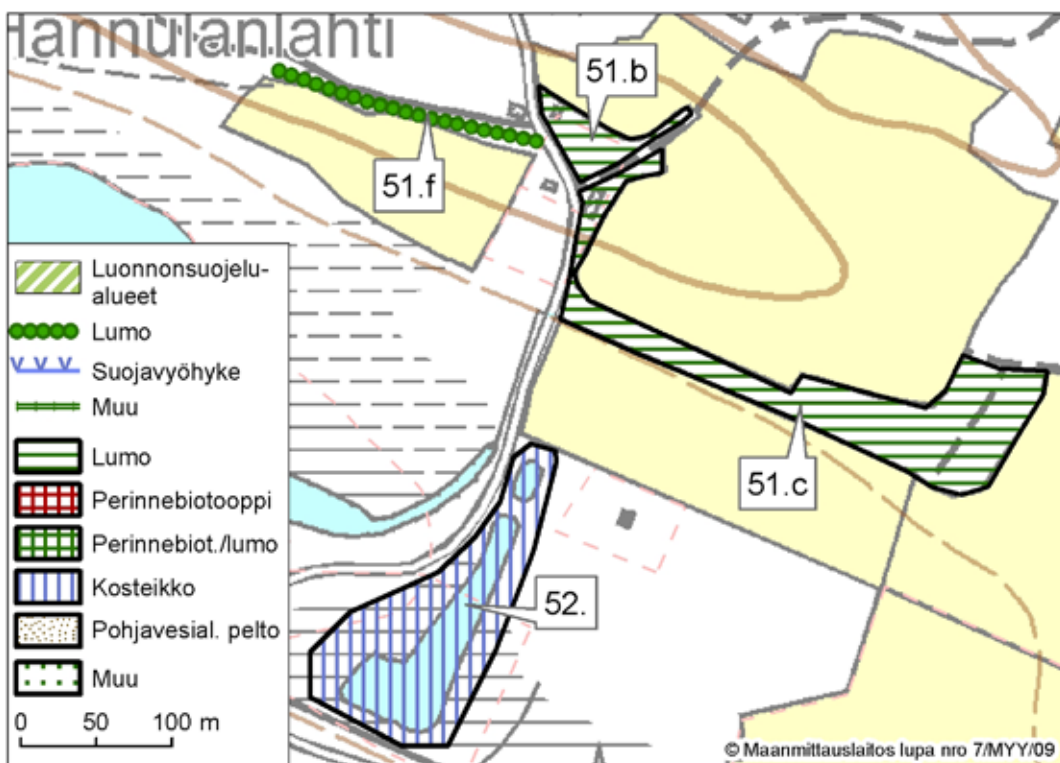 Hannulanlahti
51.b
51.f
51.c
52.
Luonnonsuojelu-
alueet
Lumo
Suojavyöhyke
Muu
Lumo
Perinnebiotooppi
Perinnebiot./lumo
Kosteikko
Pohjavesial. pelto
Muu
0 50 100 m
© Maanmittauslaitos lupa nro 7/MYY/09